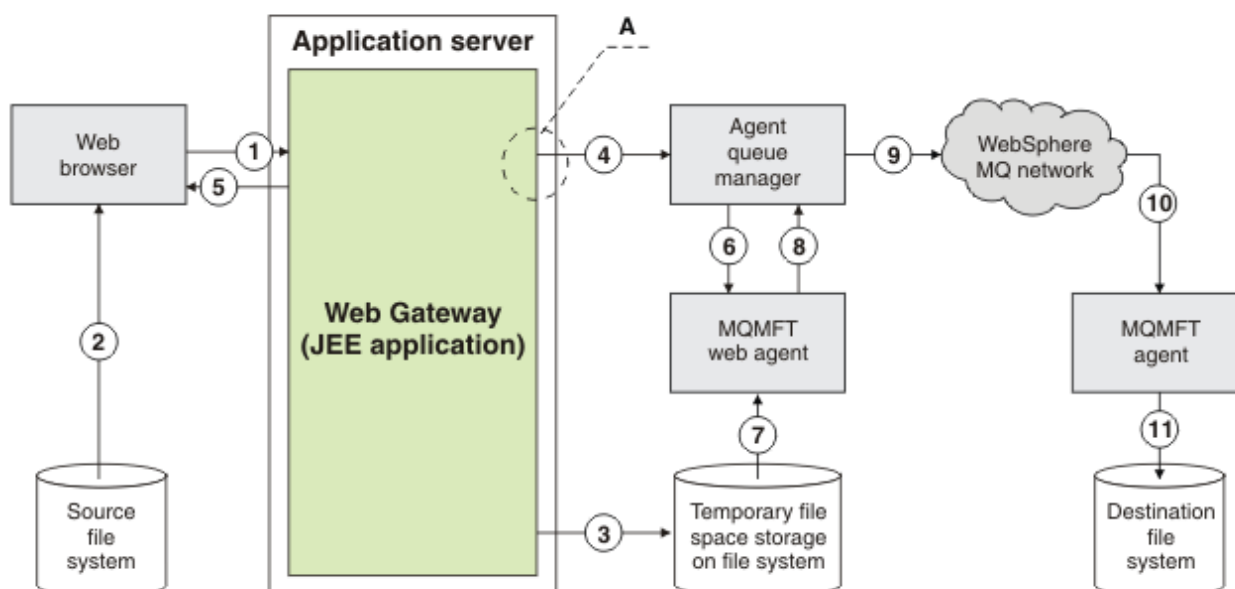 A
Application server
Web
browser
1
5
4
Agent
queue
manager
9
WebSphere
MQ network
10
6
8
Web Gateway
(JEE application)
MQMFT
web agent
MQMFT
agent
2
7
11
Source
file
system
3
Temporary file
space storage
on file system
Destination
file
system